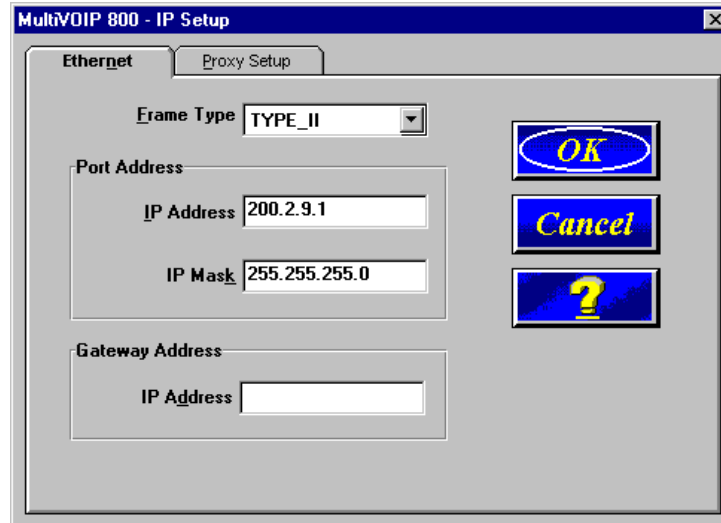 MultiVOIP 800 - IP Setup
Ethernet
Proxy Setup
Frame Type TYPE_II
OK
Port Address
IP Address 200.2.9.1
Cancel
IP Mask 255.255.255.0
?
Gateway Address
IP Address